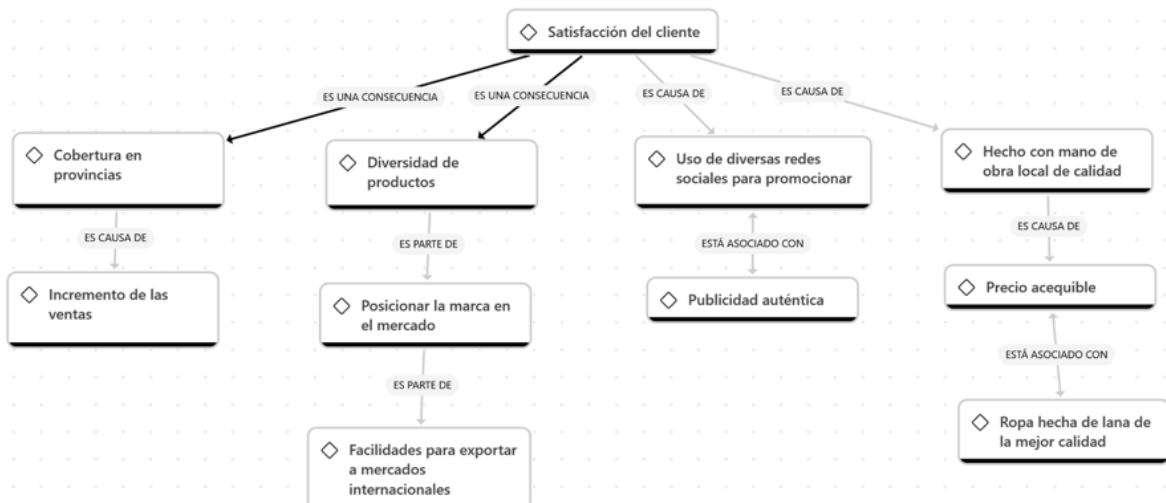 Satisfacción del cliente
ES UNA CONSECUENCIA
ES UNA CONSECUENCIA
ES CAUSA DE
ES CAUSA DE
Cobertura en
provincias
Diversidad de
productos
Uso de diversas redes
sociales para promocionar
Hecho con mano de
obra local de calidad
ES CAUSA DE
ES PARTE DE
ESTÁ ASOCIADO CON
ES CAUSA DE
Incremento de las
ventas
Posicionar la marca en
el mercado
Publicidad auténtica
Precio acequible
ES PARTE DE
ESTÁ ASOCIADO CON
Facilidades para exportar
a mercados
internacionales
Ropa hecha de lana de
la mejor calidad